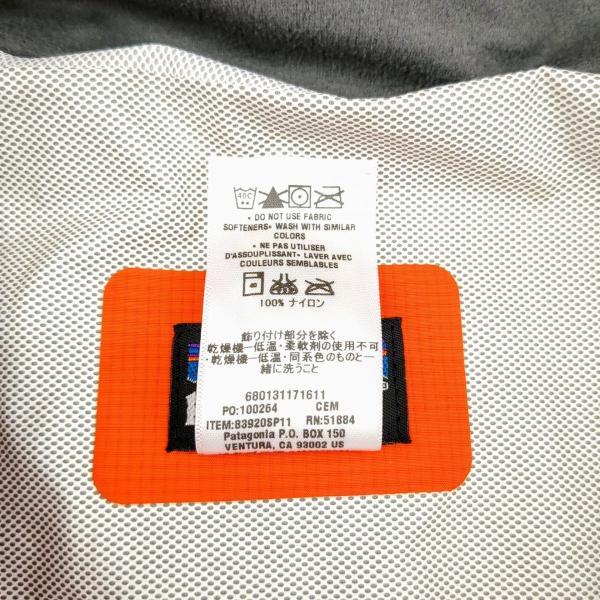 40C
• DO NOT USE FABRIC
SOFTENERS• WASH WITH SIMILAR
COLORS
• NE PAS UTILISER
D'ASSOUPLISSANT• LAVER AVEC
COULEURS SEMBLABLES
100% ナイロン
飾り付け部分を除く
乾燥機ー低温・柔軟剤の使用不可
・乾燥機ー低温・同系色のものと一
緒に洗うこと
680131171611
PO:100264 CEM
ITEM:83920SP11 RN:51884
Patagonia P.O. BOX 150
VENTURA, CA 93002 US